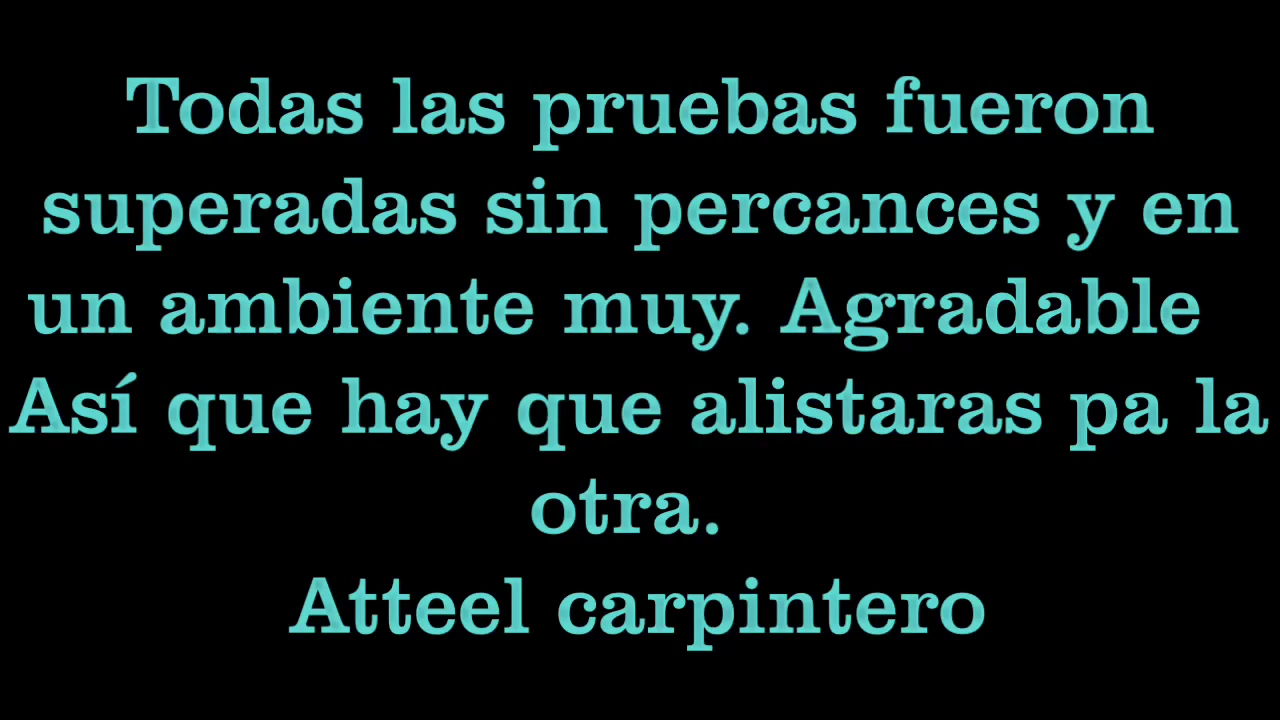 Todas las pruebas fueron
superadas sin percances y en
un ambiente muy. Agradable
Así que hay que alistaras pa la
otra.
Atteel carpintero